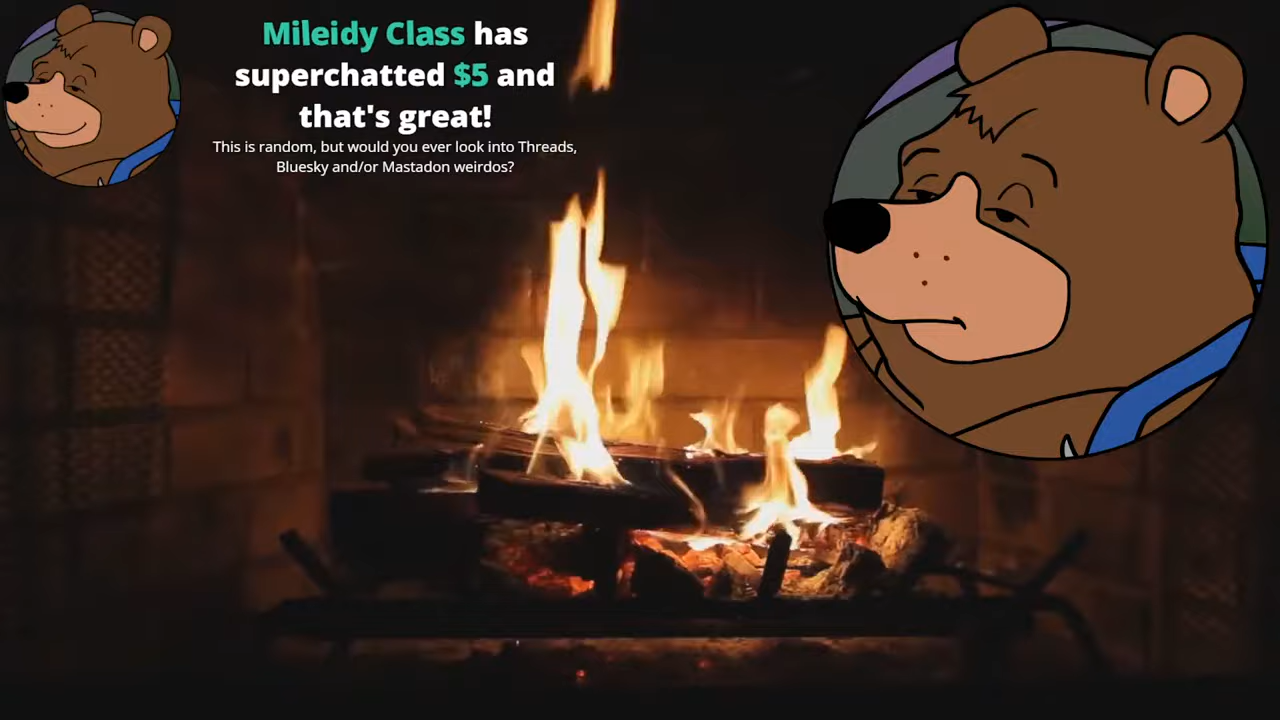 Mileidy Class has
superchatted $5 and
that's great!
This is random, but would you ever look into Threads,
Bluesky and/or Mastadon weirdos?